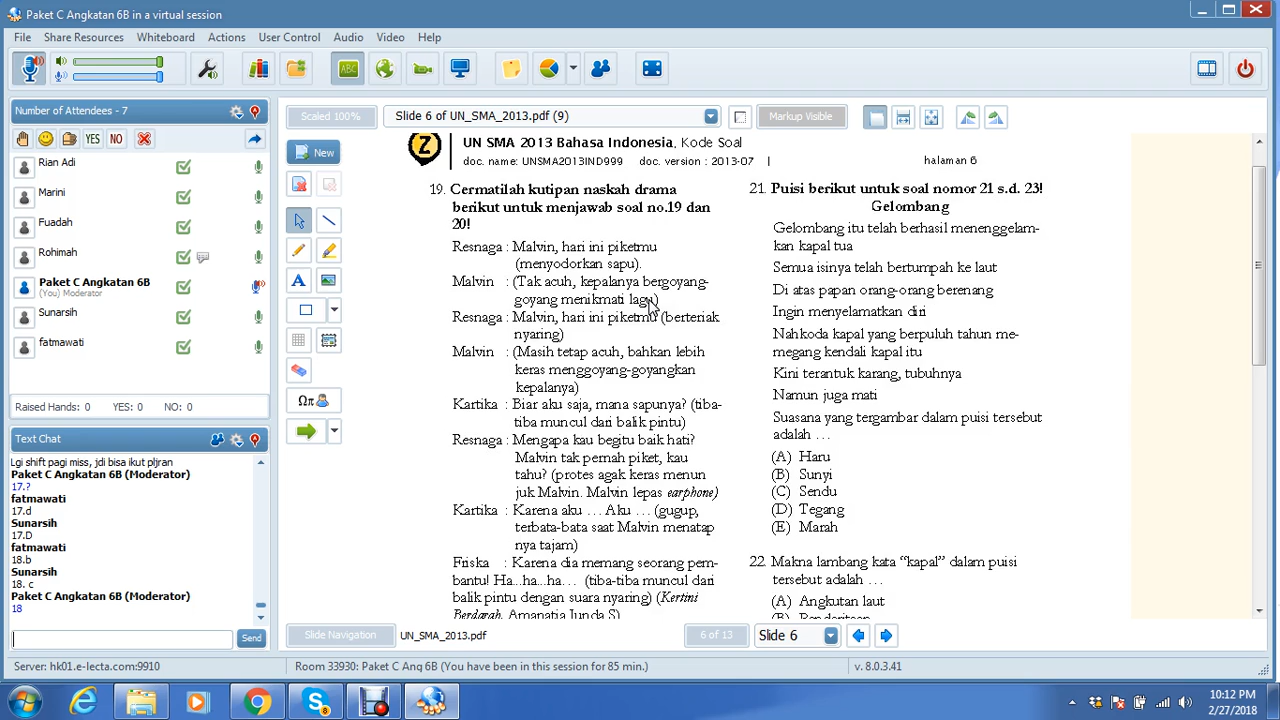 Paket C Angkatan 6B in a virtual session
File Share Resources Whiteboard Actions User Control Audio Video Help
ABC
Number of Attendees - 7
YES NO
Rian Adi
Marini
Fuadah
Rohimah
Paket C Angkatan 6B
(You) Moderator
Sunarsih
fatmawati
Raised Hands: 0 YES: 0 NO: 0
Text Chat
Lgi shift pagi miss, jdi bisa ikut pljran
Paket C Angkatan 6B (Moderator)
17.?
fatmawati
17.d
Sunarsih
17.D
fatmawati
18.b
Sunarsih
18. c
Paket C Angkatan 6B (Moderator)
18
Send
Scaled 100%
Slide 6 of UN_SMA_2013.pdf (9)
Markup Visible
New
A
Ωπ
Z
UN SMA 2013 Bahasa Indonesia, Kode Soal
doc. name: UNSMA2013IND999 doc. version : 2013-07 |
halaman 6
19. Cermatilah kutipan naskah drama
berikut untuk menjawab soal no.19 dan
20!
Resnaga : Malvin, hari ini piketmu
(menyodorkan sapu).
Malvin : (Tak acuh, kepalanya bergoyang-
goyang menikmati lagu)
Resnaga : Malvin, hari ini piketmu (berteriak
nyaring)
Malvin : (Masih tetap acuh, bahkan lebih
keras menggoyang-goyangkan
kepalanya)
Kartika : Biar aku saja, mana sapunya? (tiba-
tiba muncul dari balik pintu)
Resnaga : Mengapa kau begitu baik hati?
Malvin tak pernah piket, kau
tahu? (protes agak keras menun
juk Malvin. Malvin lepas earphone)
Kartika : Karena aku … Aku … (gugup,
terbata-bata saat Malvin menatap
nya tajam)
Friska : Karena dia memang seorang pem-
bantu! Ha..ha...ha… (tiba-tiba muncul dari
balik pintu dengan suara nyaring) (Kertini
Berdarah, Amanatia Junda S)
21. Puisi berikut untuk soal nomor 21 s.d. 23!
Gelombang
Gelombang itu telah berhasil menenggelam-
kan kapal tua
Semua isinya telah bertumpah ke laut
Di atas papan orang-orang berenang
Ingin menyelamatkan diri
Nahkoda kapal yang berpuluh tahun me-
megang kendali kapal itu
Kini terantuk karang, tubuhnya
Namun juga mati
Suasana yang tergambar dalam puisi tersebut
adalah …
(A) Haru
(B) Sunyi
(C) Sendu
(D) Tegang
(E) Marah
22. Makna lambang kata “kapal” dalam puisi
tersebut adalah …
(A) Angkutan laut
(B) Penderitaan
Slide Navigation
UN_SMA_2013.pdf
6 of 13
Slide 6
Server: hk01.e-lecta.com:9910
Room 33930: Paket C Ang 6B (You have been in this session for 85 min.)
v. 8.0.3.41
10:12 PM
2/27/2018